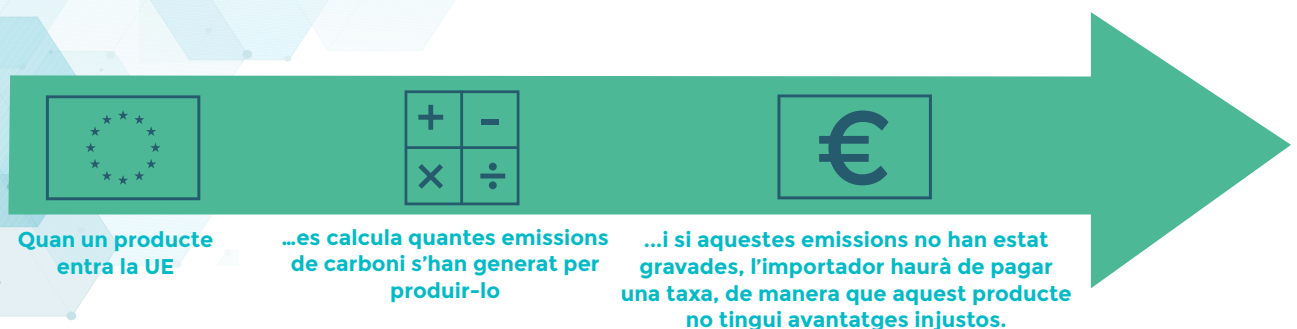 + -
× ÷
€
Quan un producte
entra la UE
...es calcula quantes emissions
de carboni s'han generat per
produir-lo
...i si aquestes emissions no han estat
gravades, l'importador haurà de pagar
una taxa, de manera que aquest producte
no tingui avantatges injustos.